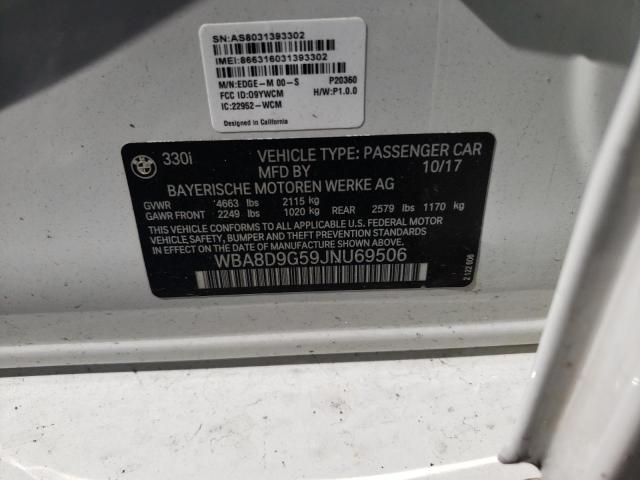 SN:AS8031393302
IMEI:866316031393302
M/N:EDGE-M 00-S P20360
FCC ID:O9YWCM H/W:P1.0.0
IC:22952-WCM
Designed in California
330i VEHICLE TYPE: PASSENGER CAR
MFD BY 10/17
BAYERISCHE MOTOREN WERKE AG
GVWR 4663 lbs 2115 kg
GAWR FRONT 2249 lbs 1020 kg REAR 2579 lbs 1170 kg
THIS VEHICLE CONFORMS TO ALL APPLICABLE U.S. FEDERAL MOTOR
VEHICLE SAFETY, BUMPER AND THEFT PREVENTION STANDARDS
IN EFFECT ON THE DATE OF MANUFACTURE SHOWN ABOVE.
WBA8D9G59JNU69506
2 122 608